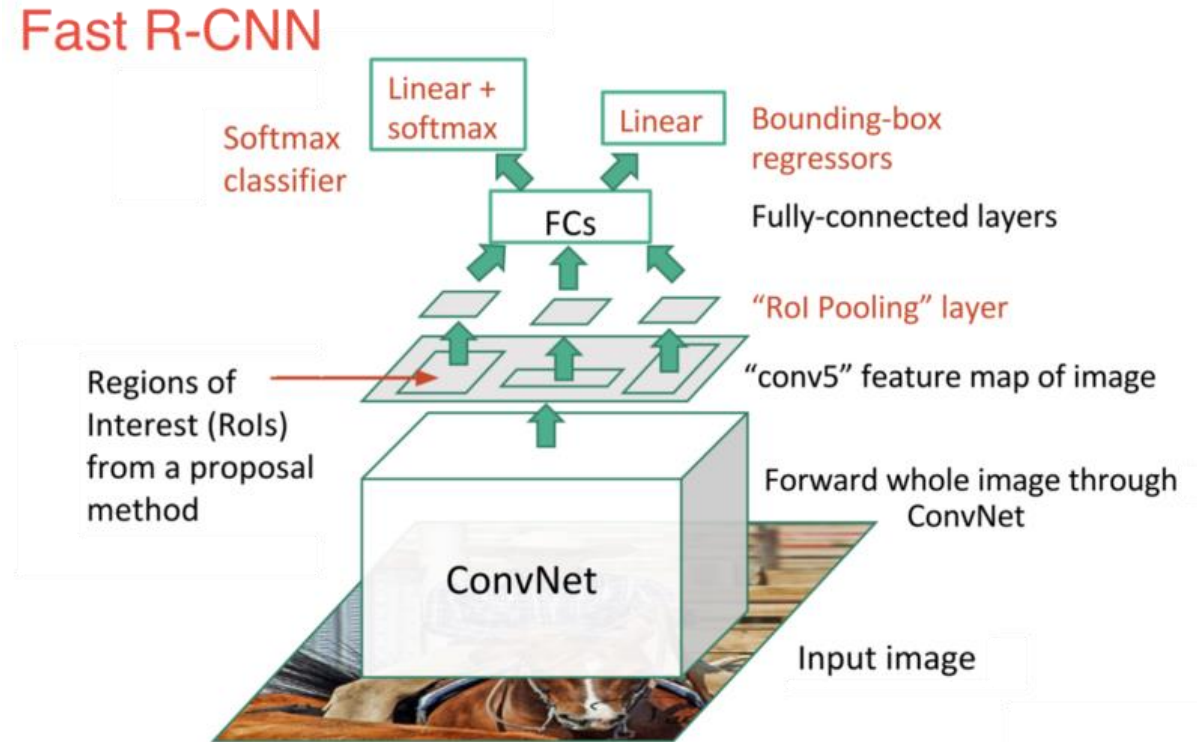 Fast R-CNN
Linear +
softmax
Linear
Softmax
classifier
Bounding-box
regressors
FCs
Fully-connected layers
“RoI Pooling” layer
“conv5” feature map of image
Regions of
Interest (RoIs)
from a proposal
method
Forward whole image through
ConvNet
ConvNet
Input image